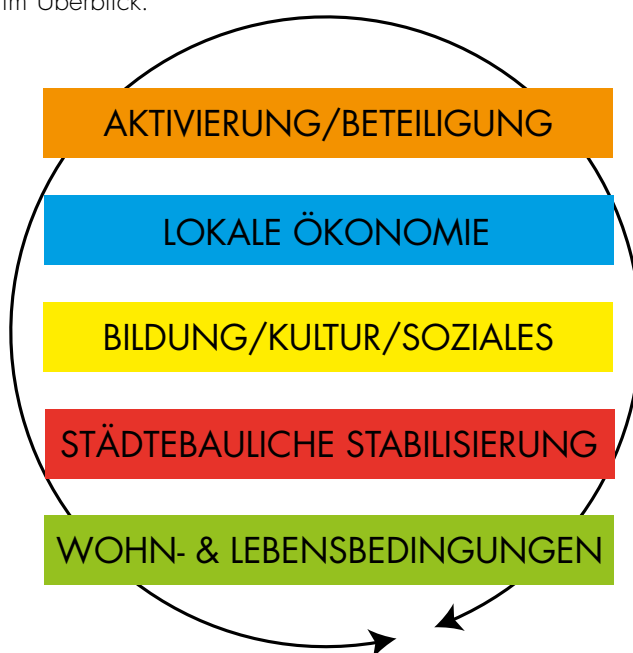 im Überblick.
AKTIVIERUNG/BETEILIGUNG
LOKALE ÖKONOMIE
BILDUNG/KULTUR/SOZIALES
STÄDTEBAULICHE STABILISIERUNG
WOHN- & LEBENSBEDINGUNGEN